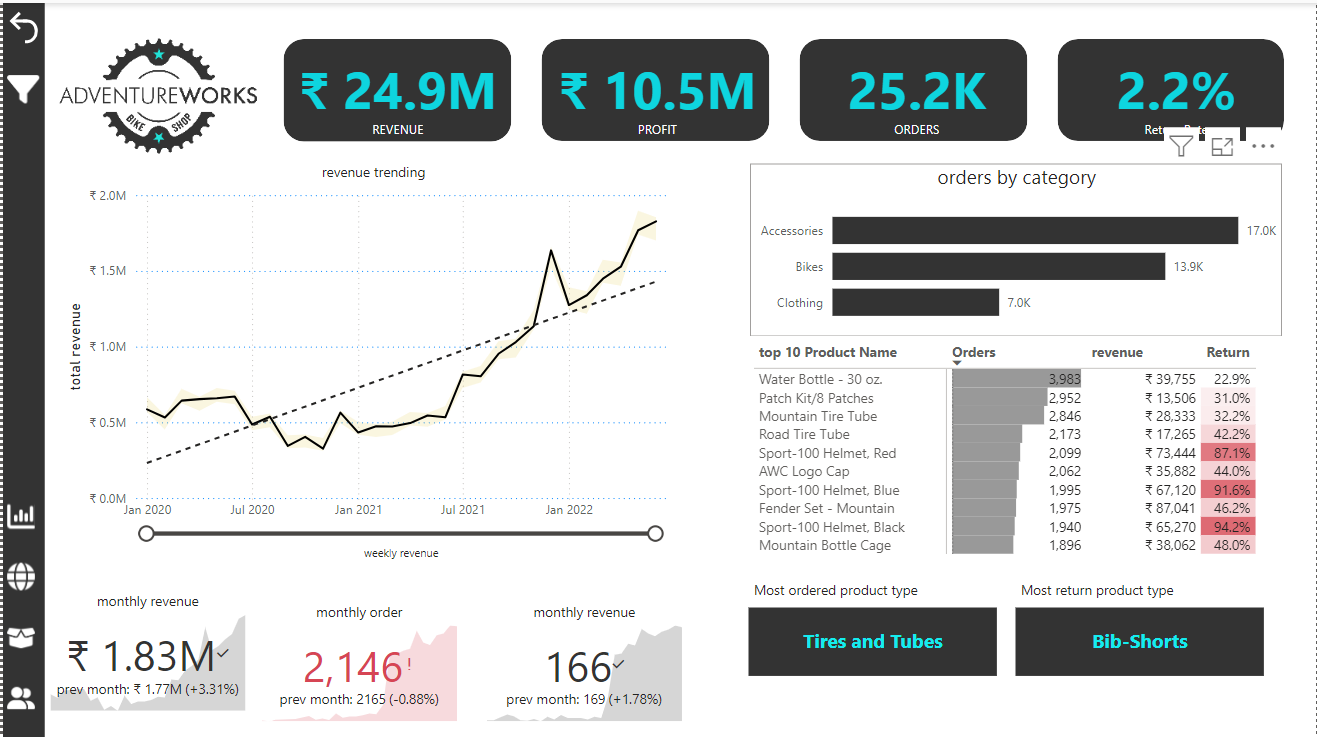 ADVENTUREWORKS
BIKE SHOP
₹ 24.9M
REVENUE
₹ 10.5M
PROFIT
25.2K
ORDERS
2.2%
revenue trending
total revenue
₹ 2.0M
₹ 1.5M
₹ 1.0M
₹ 0.5M
₹ 0.0M
Jan 2020 Jul 2020 Jan 2021 Jul 2021 Jan 2022
weekly revenue
orders by category
Accessories 17.0K
Bikes 13.9K
Clothing 7.0K
top 10 Product Name Orders revenue Return
Water Bottle - 30 oz. 3,983 ₹ 39,755 22.9%
Patch Kit/8 Patches 2,952 ₹ 13,506 31.0%
Mountain Tire Tube 2,846 ₹ 28,333 32.2%
Road Tire Tube 2,173 ₹ 17,265 42.2%
Sport-100 Helmet, Red 2,099 ₹ 73,444 87.1%
AWC Logo Cap 2,062 ₹ 35,882 44.0%
Sport-100 Helmet, Blue 1,995 ₹ 67,120 91.6%
Fender Set - Mountain 1,975 ₹ 87,041 46.2%
Sport-100 Helmet, Black 1,940 ₹ 65,270 94.2%
Mountain Bottle Cage 1,896 ₹ 38,062 48.0%
monthly revenue
₹ 1.83M
prev month: ₹ 1.77M (+3.31%)
monthly order
2,146!
prev month: 2165 (-0.88%)
monthly revenue
166
prev month: 169 (+1.78%)
Most ordered product type
Tires and Tubes
Most return product type
Bib-Shorts